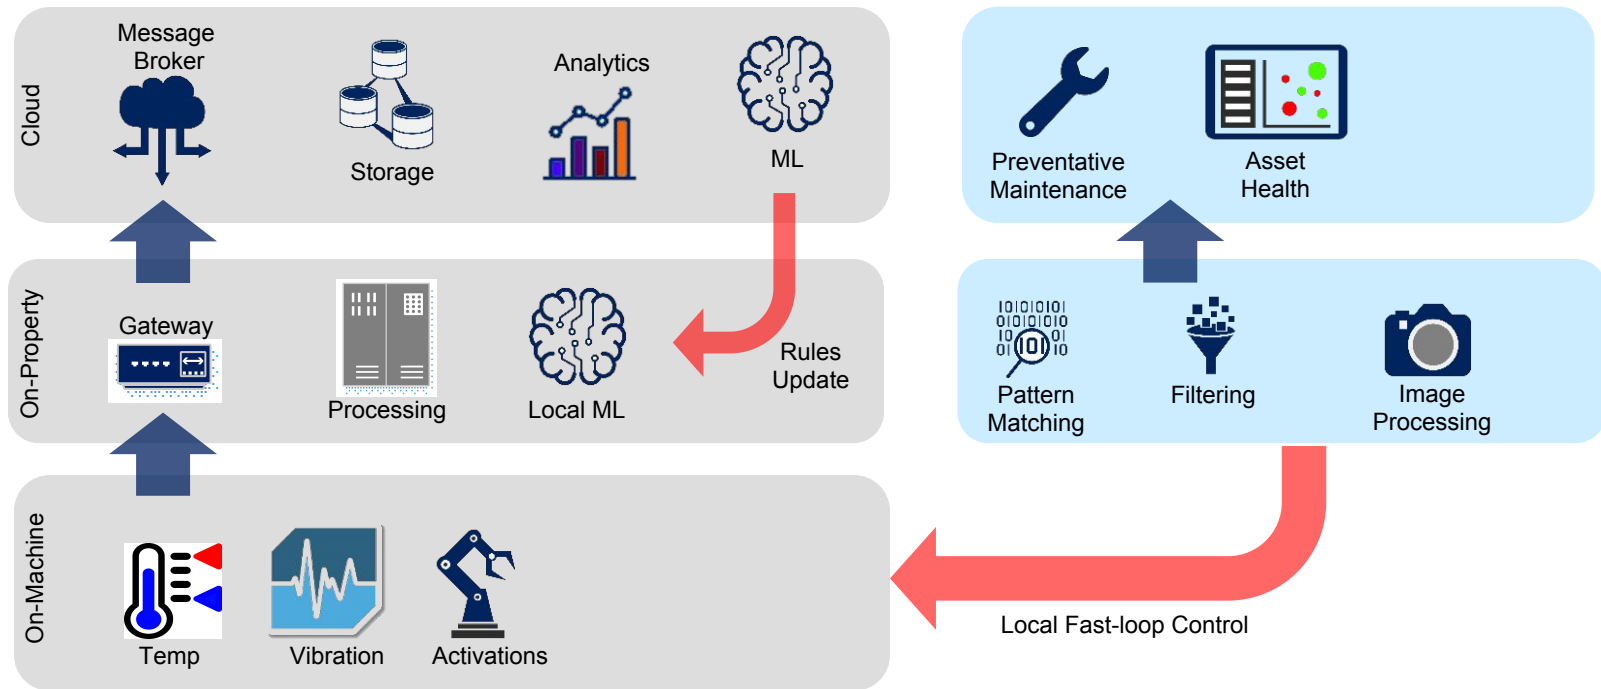 Cloud
Message
Broker
Storage
Analytics
ML
Preventative
Maintenance
Asset
Health
On-Property
Gateway
Processing
Local ML
Rules
Update
10101010
Pattern
Matching
Filtering
Image
Processing
On-Machine
Temp
Vibration
Activations
Local Fast-loop Control